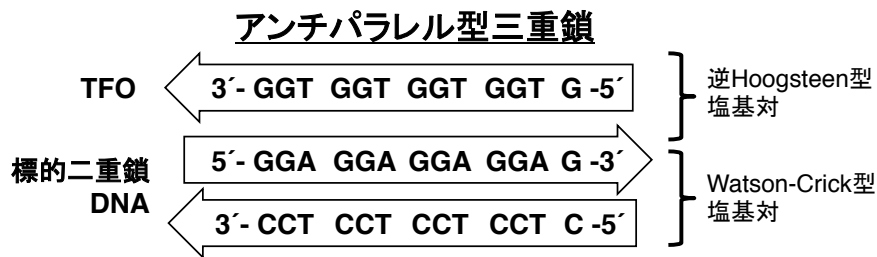 アンチパラレル型三重鎖
TFO
3´- GGT GGT GGT GGT G -5´
逆Hoogsteen型
塩基対
標的二重鎖
DNA
5´- GGA GGA GGA GGA G -3´
3´- CCT CCT CCT CCT C -5´
Watson-Crick型
塩基対